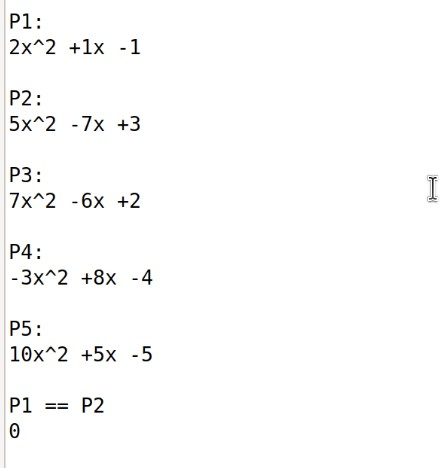 P1:
2x^2 +1x -1
P2:
5x^2 -7x +3
P3:
7x^2 -6x +2
P4:
-3x^2 +8x -4
P5:
10x^2 +5x -5
P1 == P2
0